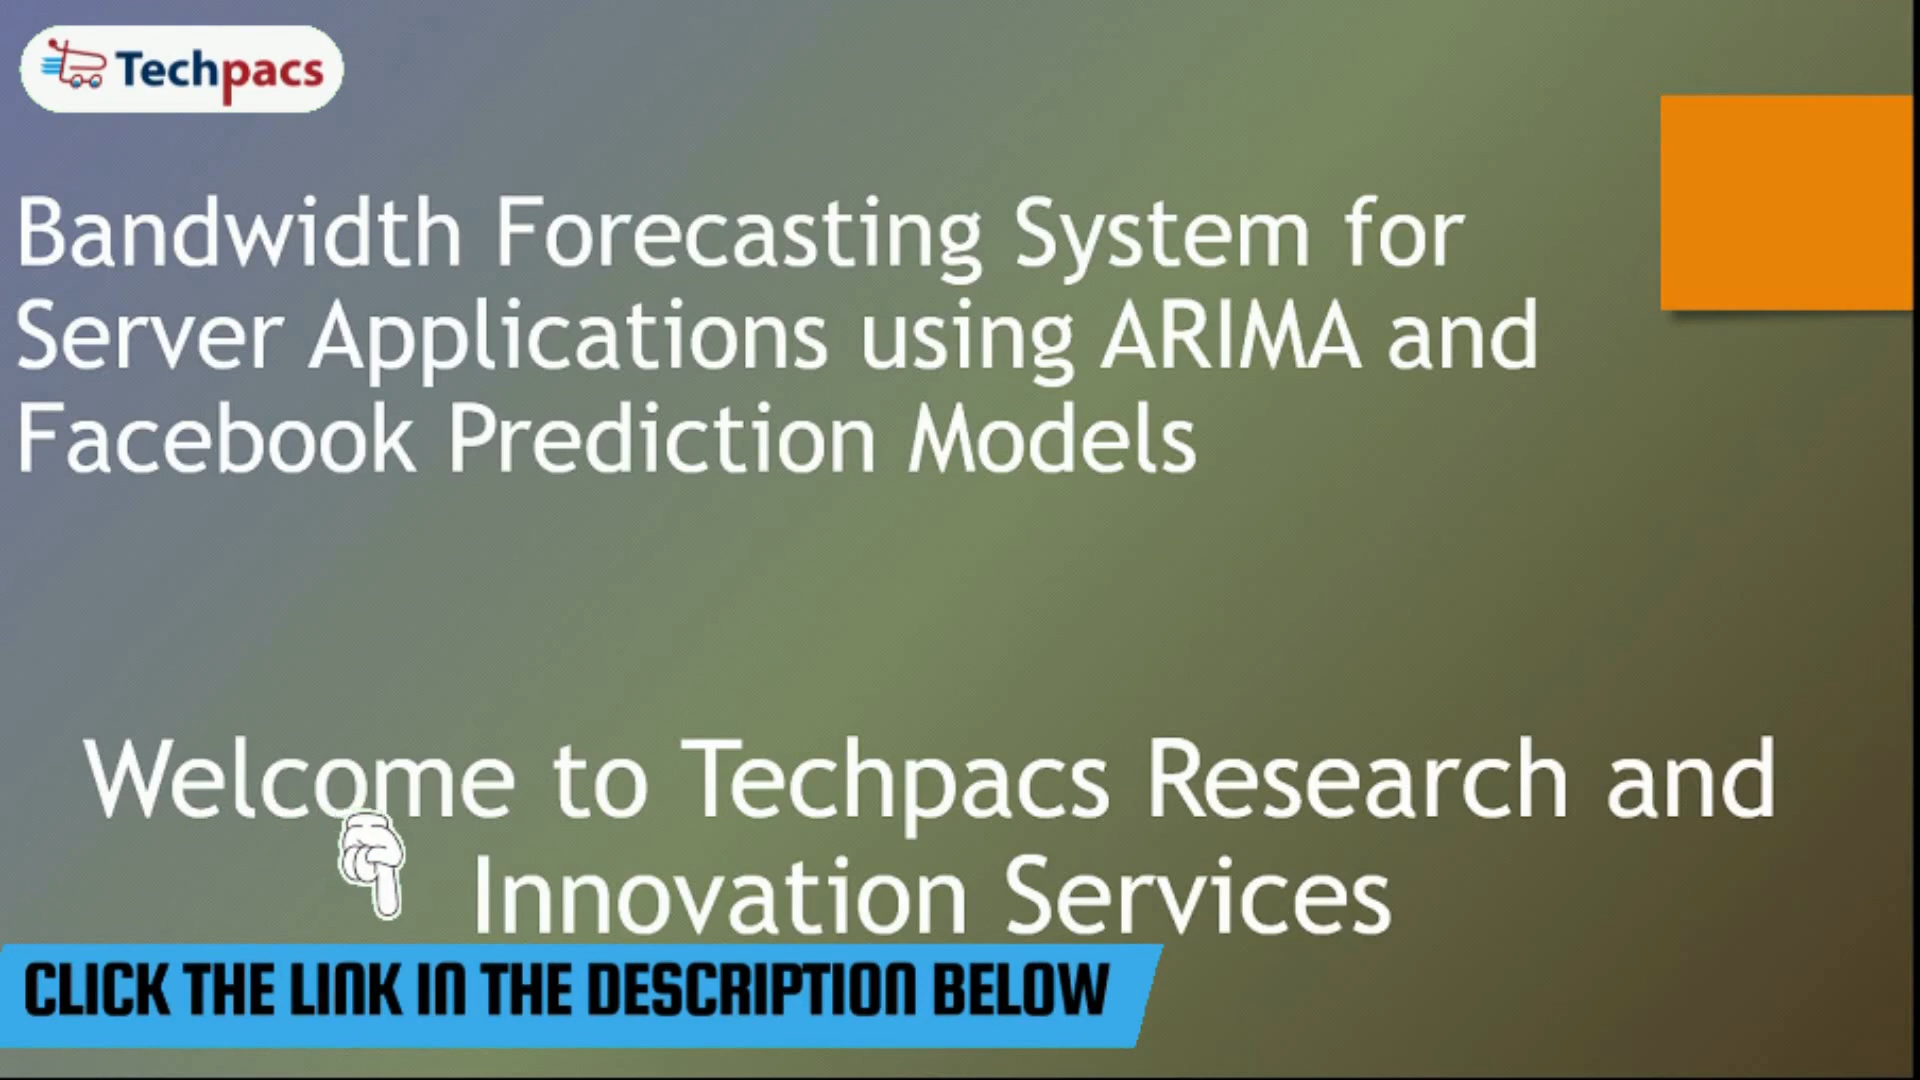 Techpacs
Bandwidth Forecasting System for
Server Applications using ARIMA and
Facebook Prediction Models
Welcome to Techpacs Research and
Innovation Services
CLICK THE LINK IN THE DESCRIPTION BELOW